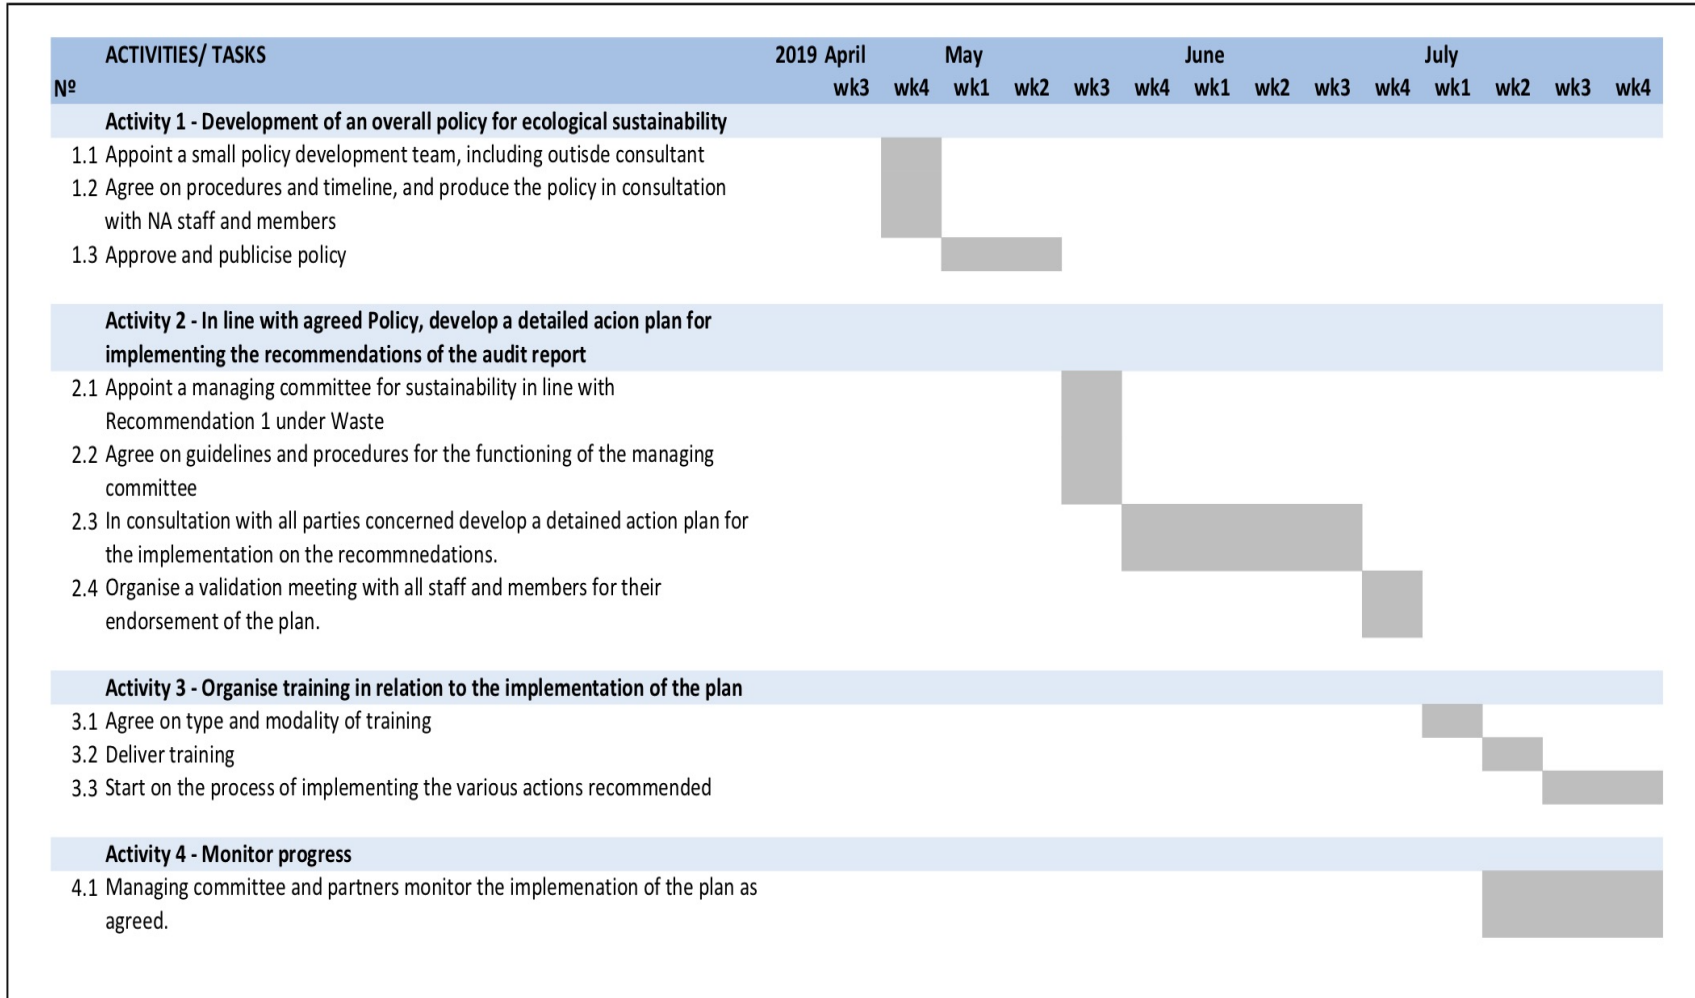 ACTIVITIES/ TASKS 2019 April May June July
Nº wk3 wk4 wk1 wk2 wk3 wk4 wk1 wk2 wk3 wk4 wk1 wk2 wk3 wk4
Activity 1 - Development of an overall policy for ecological sustainability
1.1 Appoint a small policy development team, including outisde consultant
1.2 Agree on procedures and timeline, and produce the policy in consultation
with NA staff and members
1.3 Approve and publicise policy
Activity 2 - In line with agreed Policy, develop a detailed acion plan for
implementing the recommendations of the audit report
2.1 Appoint a managing committee for sustainability in line with
Recommendation 1 under Waste
2.2 Agree on guidelines and procedures for the functioning of the managing
committee
2.3 In consultation with all parties concerned develop a detained action plan for
the implementation on the recommnedations.
2.4 Organise a validation meeting with all staff and members for their
endorsement of the plan.
Activity 3 - Organise training in relation to the implementation of the plan
3.1 Agree on type and modality of training
3.2 Deliver training
3.3 Start on the process of implementing the various actions recommended
Activity 4 - Monitor progress
4.1 Managing committee and partners monitor the implemenation of the plan as
agreed.